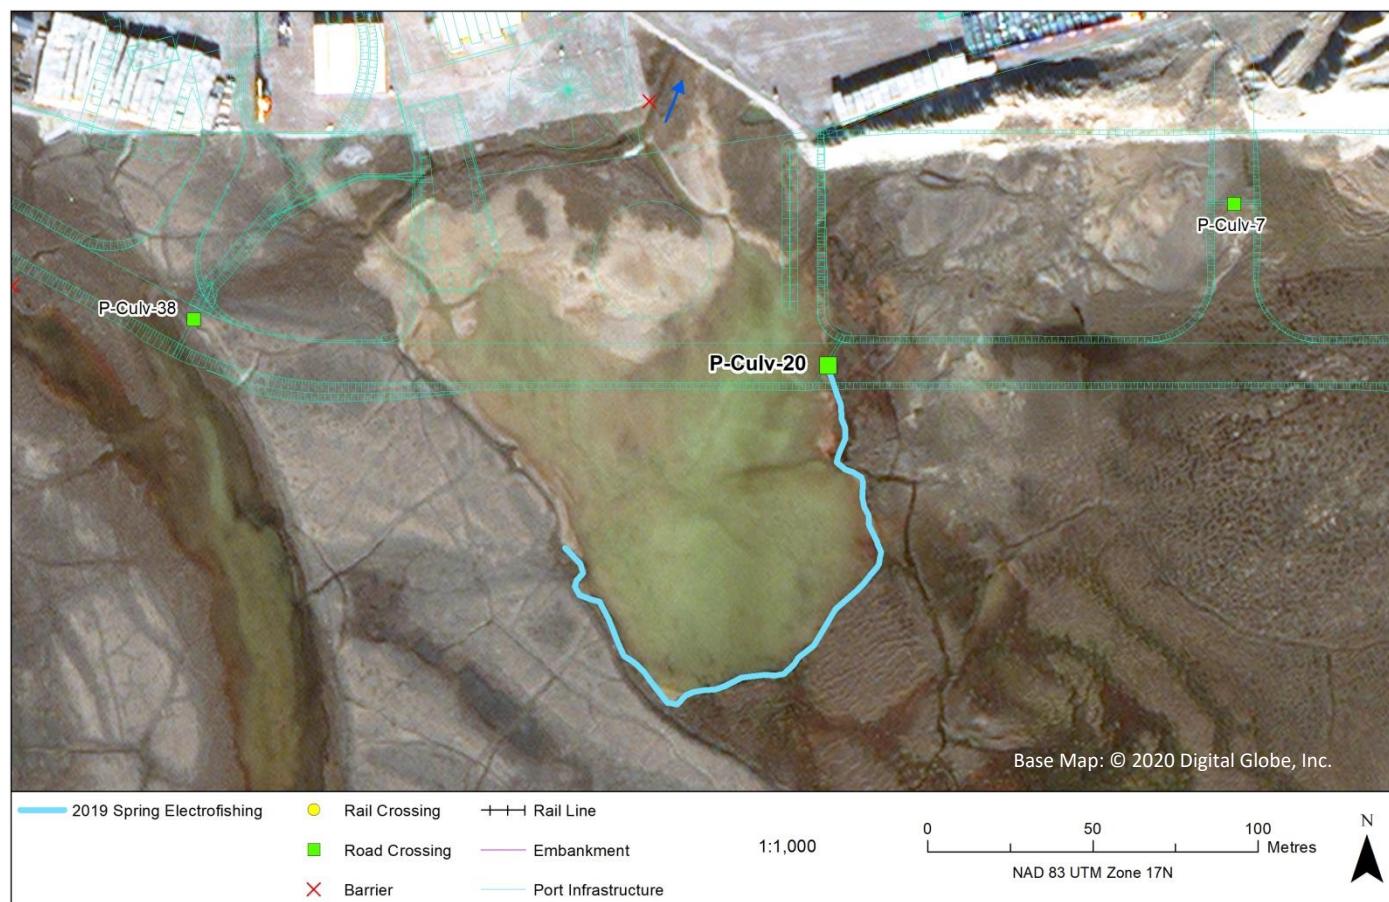 P-Culv-7
P-Culv-38
P-Culv-20
Base Map: © 2020 Digital Globe, Inc.
2019 Spring Electrofishing
Rail Crossing
Rail Line
Road Crossing
Embankment
Barrier
Port Infrastructure
1:1,000
0 50 100
Metres
NAD 83 UTM Zone 17N
N